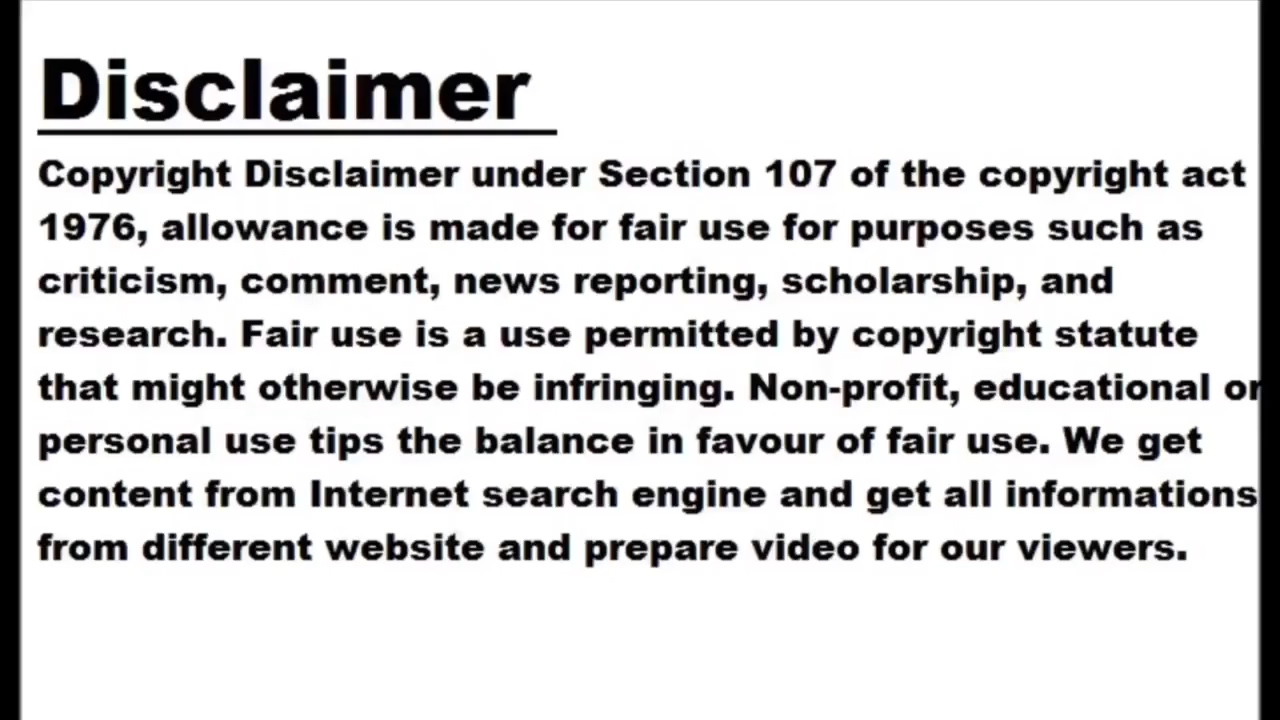 Disclaimer
Copyright Disclaimer under Section 107 of the copyright act
1976, allowance is made for fair use for purposes such as
criticism, comment, news reporting, scholarship, and
research. Fair use is a use permitted by copyright statute
that might otherwise be infringing. Non-profit, educational or
personal use tips the balance in favour of fair use. We get
content from Internet search engine and get all informations
from different website and prepare video for our viewers.